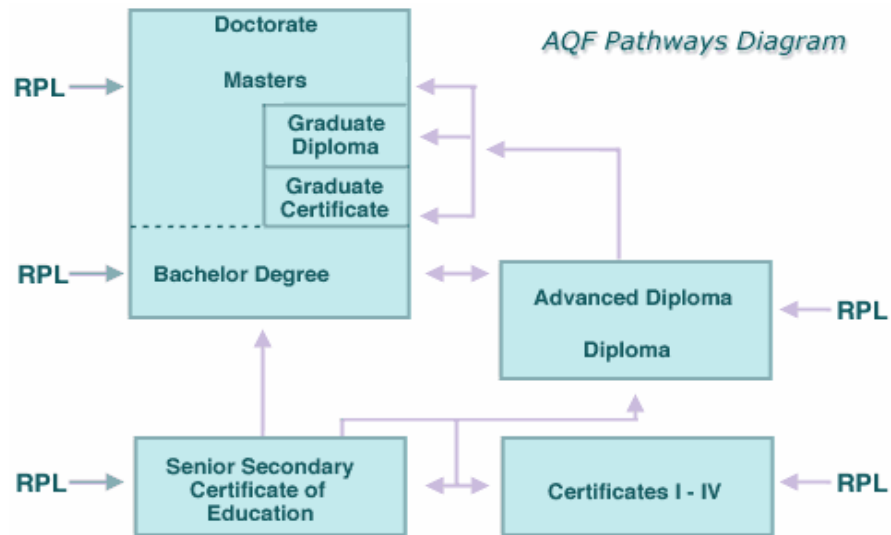 Doctorate
AQF Pathways Diagram
RPL
Masters
Graduate
Diploma
Graduate
Certificate
RPL
Bachelor Degree
Advanced Diploma
RPL
Diploma
RPL
Senior Secondary
Certificate of
Education
Certificates I - IV
RPL